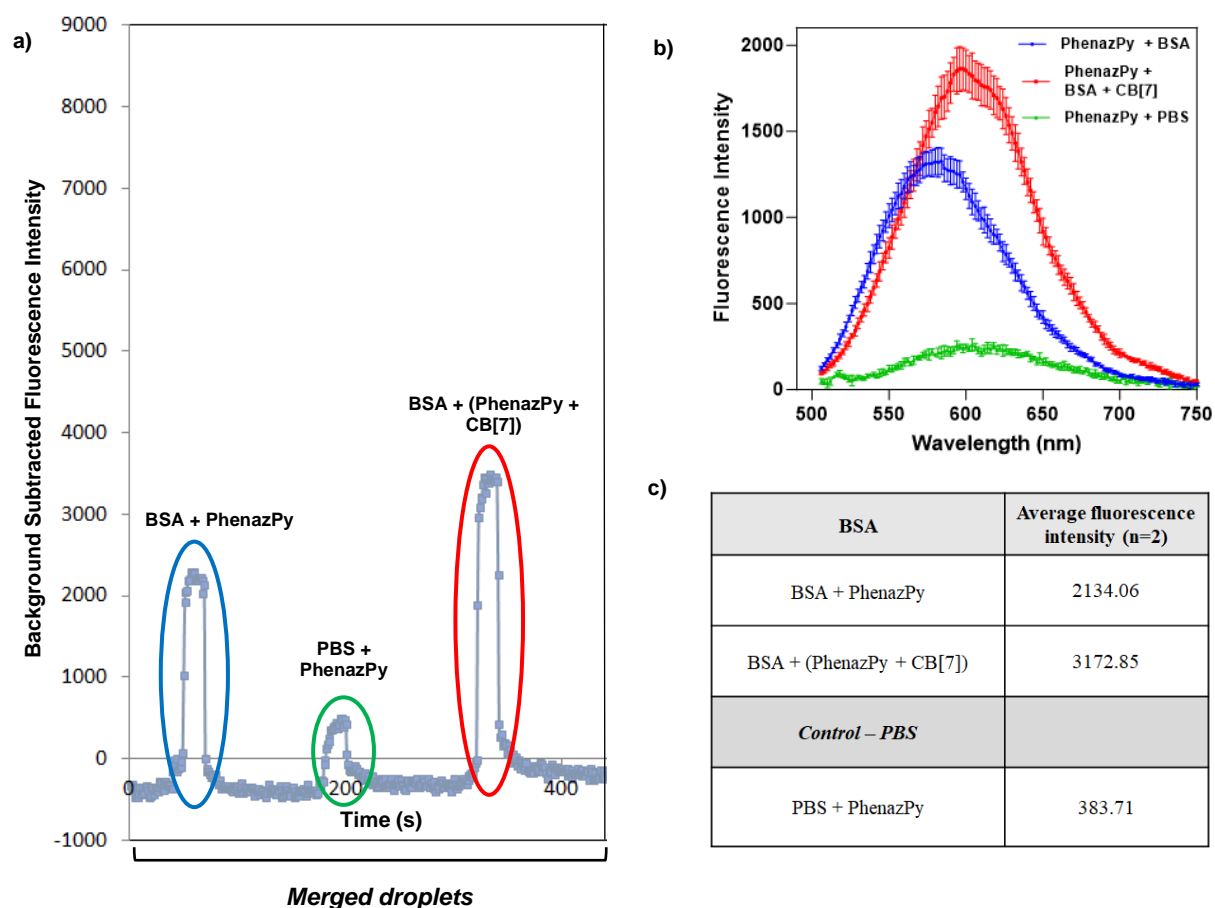 a)
Background Subtracted Fluorescence Intensity
9000
8000
7000
6000
5000
4000
3000
2000
1000
0
-1000
BSA + PhenazPy
PBS +
PhenazPy
BSA + (PhenazPy +
CB[7])
0
200
400
Time (s)
Merged droplets
b)
Fluorescence Intensity
2000
1500
1000
500
0
PhenazPy + BSA
PhenazPy +
BSA + CB[7]
PhenazPy + PBS
500
550
600
650
700
750
Wavelength (nm)
c)
BSA
Average fluorescence
intensity (n=2)
BSA + PhenazPy
2134.06
BSA + (PhenazPy + CB[7])
3172.85
Control – PBS
PBS + PhenazPy
383.71